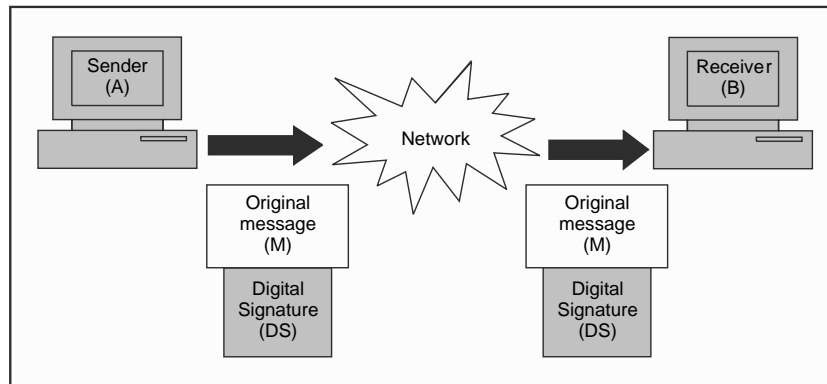 Sender
(A)
Receiver
(B)
Network
Original
message
(M)
Digital
Signature
(DS)
Original
message
(M)
Digital
Signature
(DS)